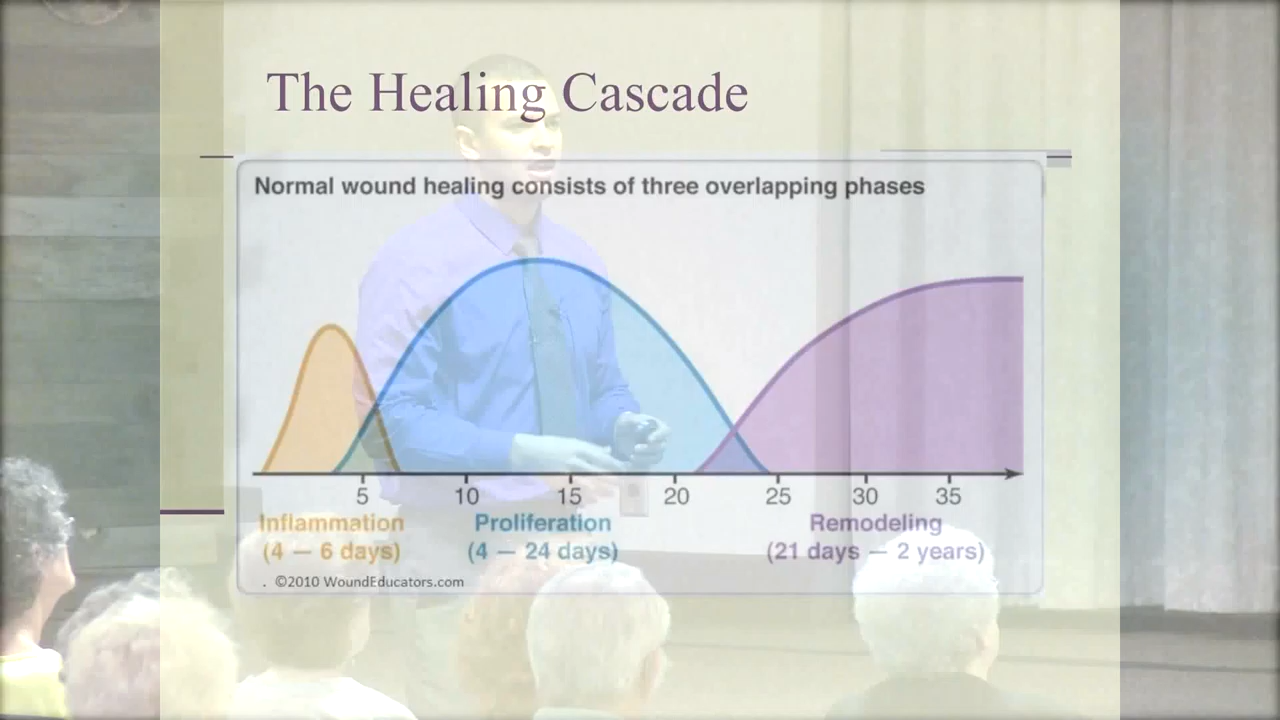 The Healing Cascade
Normal wound healing consists of three overlapping phases
5 10 15 20 25 30 35
Inflammation Proliferation Remodeling
(4 — 6 days) (4 — 24 days) (21 days — 2 years)
. ©2010 WoundEducators.com